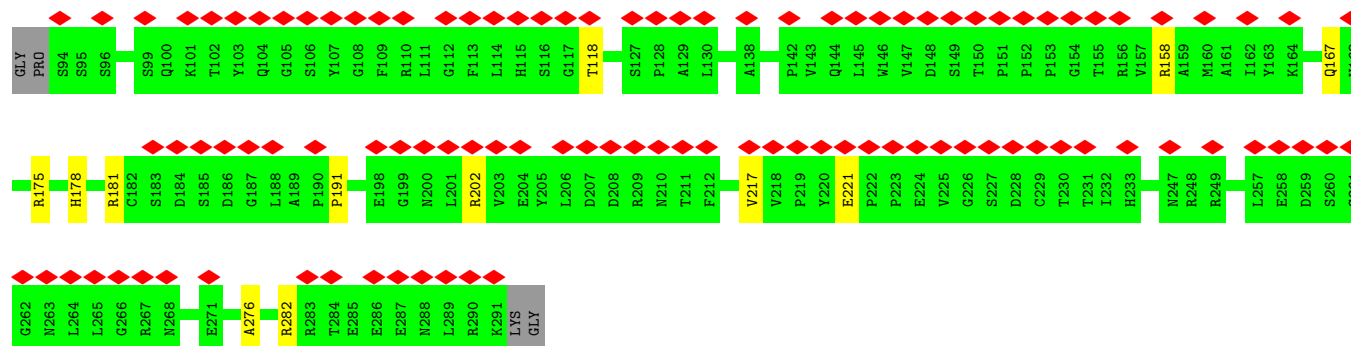 GLY PRO S94 S95 S96 S99 Q100 K101 T102 Y103 Q104 G105 S106 Y107 G108 F109 R110 L111 G112 F113 L114 H115 S116 G117 T118 S127 P128 A129 L130 A138 P142 V143 Q144 L145 W146 V147 D148 S149 T150 P151 P152 P153 G154 T155 R156 V157 R158 A159 M160 A161 I162 Y163 K164 Q167
R175 H178 R181 C182 S183 D184 S185 D186 G187 L188 A189 P190 P191 E198 G199 N200 L201 R202 V203 E204 Y205 L206 D207 D208 R209 N210 T211 F212 V217 V218 P219 Y220 E221 P222 P223 E224 V225 G226 S227 D228 C229 T230 T231 I232 H233 N247 R248 R249 L257 E258 D259 S260
G262 N263 L264 L265 G266 R267 N268 E271 A276 R282 R283 T284 E285 E286 E287 N288 L289 R290 K291 LYS GLY